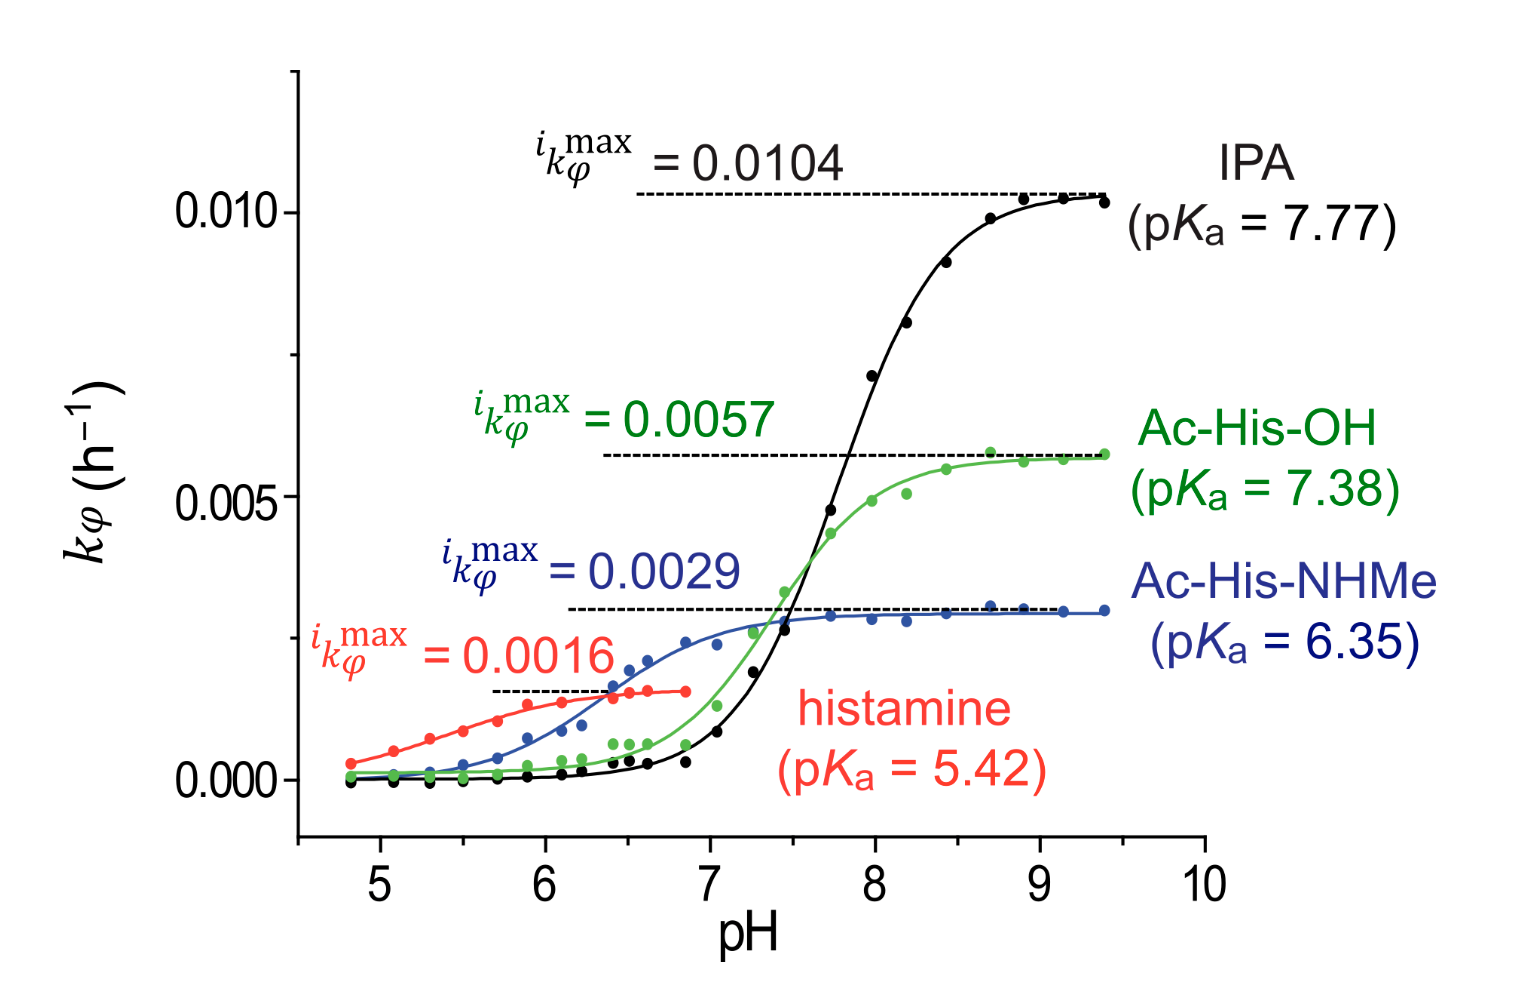 ⁱk𝜑ᵐᵃˣ = 0.0104
IPA
(pKa = 7.77)
0.010
ⁱk𝜑ᵐᵃˣ = 0.0057
Ac-His-OH
(pKa = 7.38)
0.005
k𝜑 (h⁻¹)
ⁱk𝜑ᵐᵃˣ = 0.0029
Ac-His-NHMe
(pKa = 6.35)
ⁱk𝜑ᵐᵃˣ = 0.0016
histamine
(pKa = 5.42)
0.000
5 6 7 8 9 10
pH